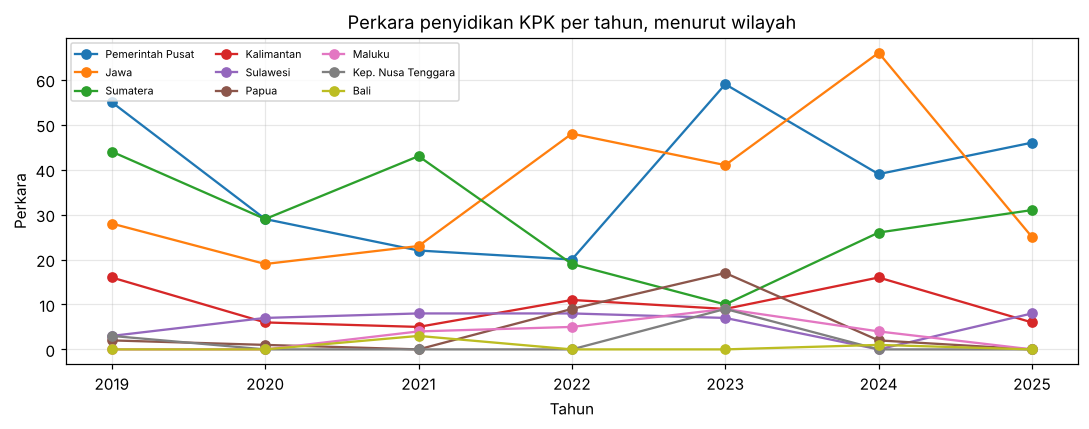 Perkara penyidikan KPK per tahun, menurut wilayah
Pemerintah Pusat
Jawa
Sumatera
Kalimantan
Sulawesi
Papua
Maluku
Kep. Nusa Tenggara
Bali
Perkara
60
50
40
30
20
10
0
2019
2020
2021
2022
2023
2024
2025
Tahun